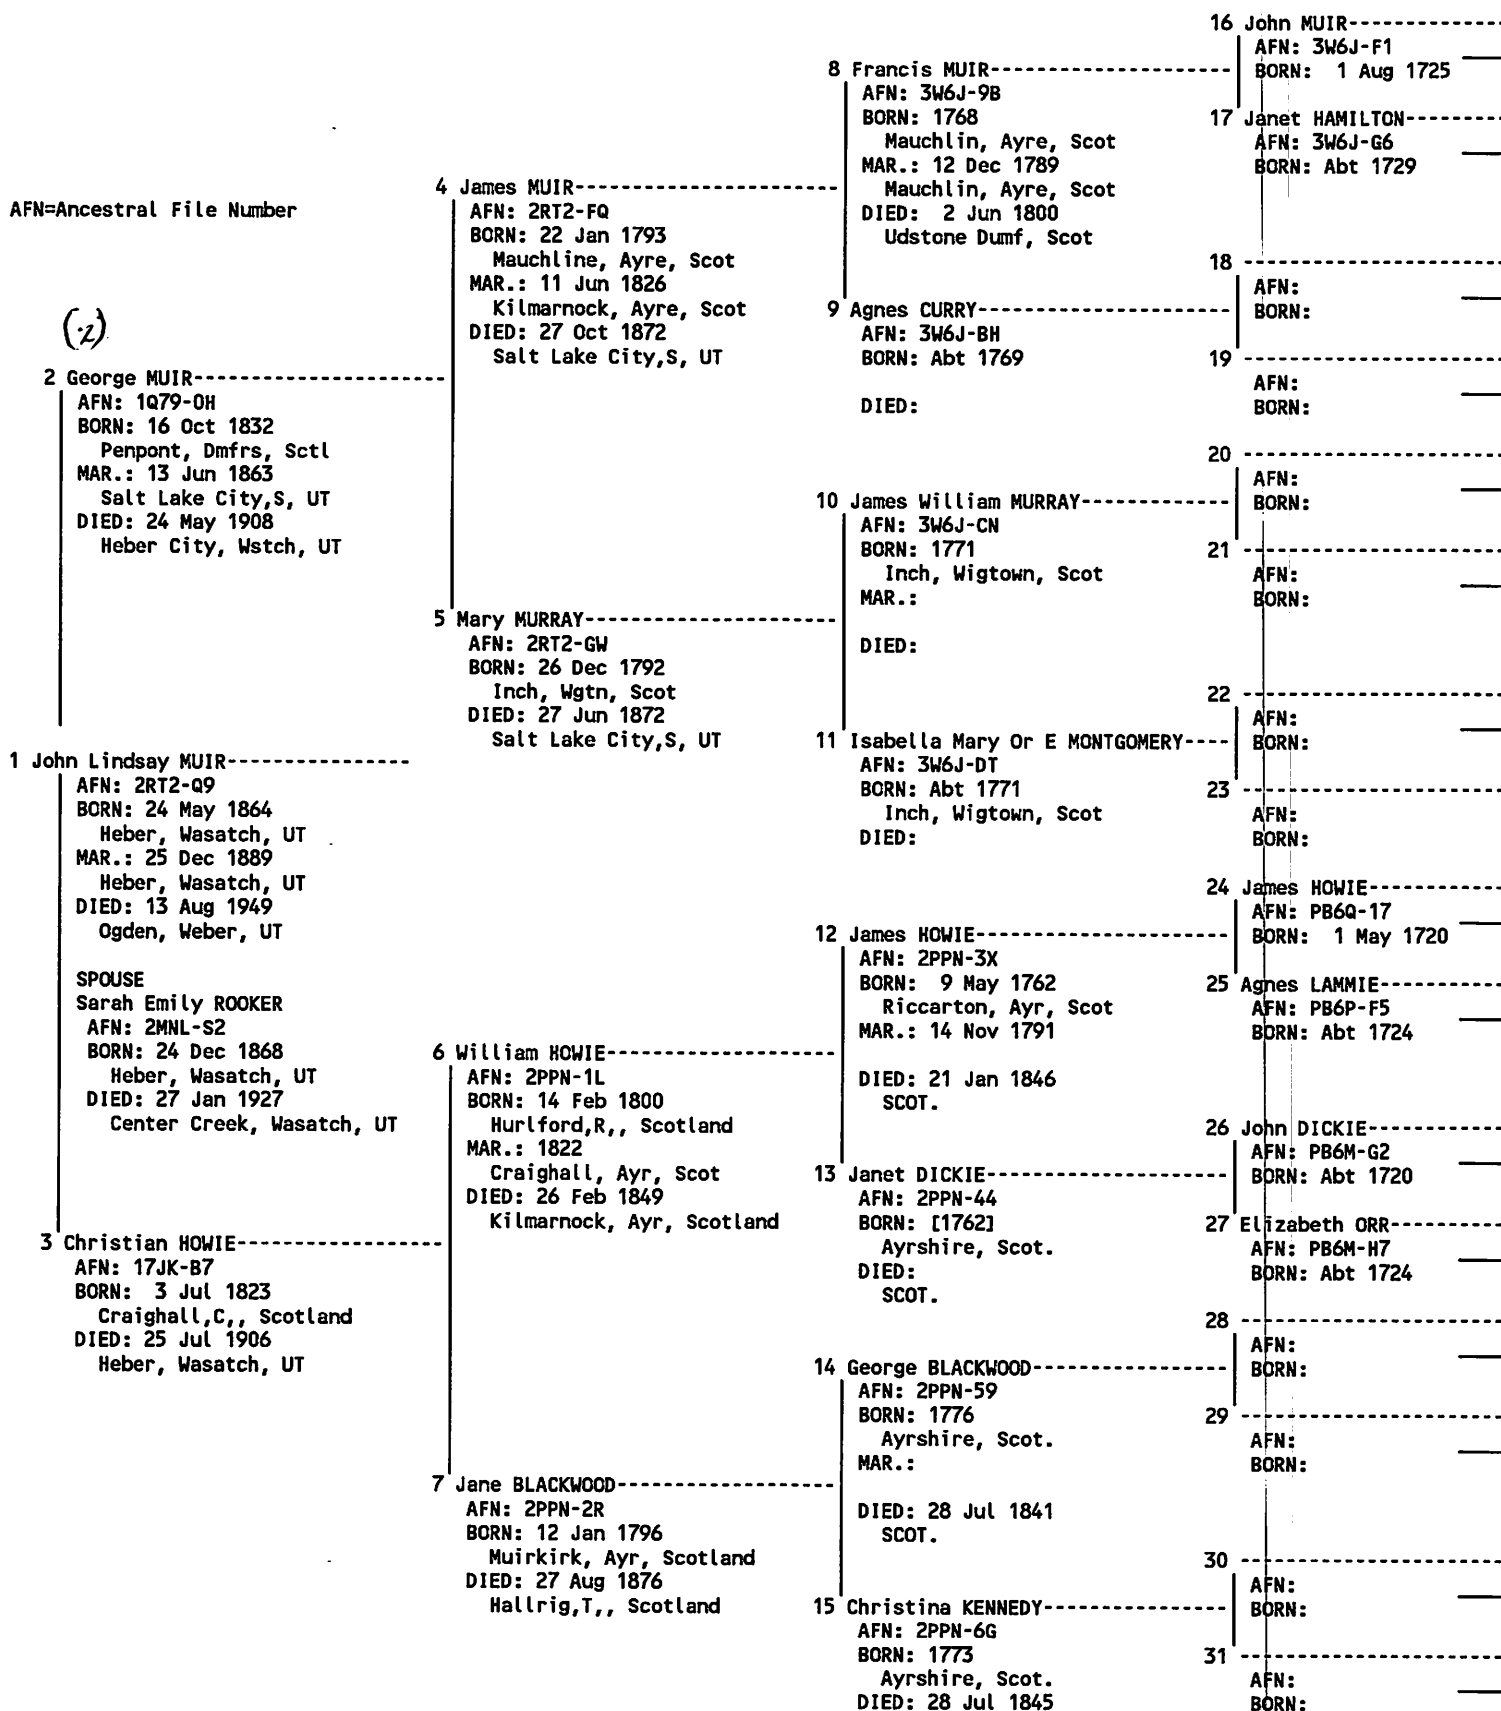 AFN=Ancestral File Number
(2)
2 George MUIR
AFN: 1Q79-0H
BORN: 16 Oct 1832
Penpont, Dmfrs, Sctl
MAR.: 13 Jun 1863
Salt Lake City,S, UT
DIED: 24 May 1908
Heber City, Wstch, UT
1 John Lindsay MUIR
AFN: 2RT2-Q9
BORN: 24 May 1864
Heber, Wasatch, UT
MAR.: 25 Dec 1889
Heber, Wasatch, UT
DIED: 13 Aug 1949
Ogden, Weber, UT
SPOUSE
Sarah Emily ROOKER
AFN: 2MNL-S2
BORN: 24 Dec 1868
Heber, Wasatch, UT
DIED: 27 Jan 1927
Center Creek, Wasatch, UT
3 Christian HOWIE
AFN: 17JK-B7
BORN: 3 Jul 1823
Craighall,C,, Scotland
DIED: 25 Jul 1906
Heber, Wasatch, UT
4 James MUIR
AFN: 2RT2-FQ
BORN: 22 Jan 1793
Mauchline, Ayre, Scot
MAR.: 11 Jun 1826
Kilmarnock, Ayre, Scot
DIED: 27 Oct 1872
Salt Lake City,S, UT
5 Mary MURRAY
AFN: 2RT2-GW
BORN: 26 Dec 1792
Inch, Wgtn, Scot
DIED: 27 Jun 1872
Salt Lake City,S, UT
6 William HOWIE
AFN: 2PPN-1L
BORN: 14 Feb 1800
Hurlford,R,, Scotland
MAR.: 1822
Craighall, Ayr, Scot
DIED: 26 Feb 1849
Kilmarnock, Ayr, Scotland
7 Jane BLACKWOOD
AFN: 2PPN-2R
BORN: 12 Jan 1796
Muirkirk, Ayr, Scotland
DIED: 27 Aug 1876
Hallrig,T,, Scotland
8 Francis MUIR
AFN: 3W6J-9B
BORN: 1768
Mauchlin, Ayre, Scot
MAR.: 12 Dec 1789
Mauchlin, Ayre, Scot
DIED: 2 Jun 1800
Udstone Dumf, Scot
9 Agnes CURRY
AFN: 3W6J-BH
BORN: Abt 1769
DIED:
10 James William MURRAY
AFN: 3W6J-CN
BORN: 1771
Inch, Wigtown, Scot
MAR.:
DIED:
11 Isabella Mary Or E MONTGOMERY
AFN: 3W6J-DT
BORN: Abt 1771
Inch, Wigtown, Scot
DIED:
12 James HOWIE
AFN: 2PPN-3X
BORN: 9 May 1762
Riccarton, Ayr, Scot
MAR.: 14 Nov 1791
DIED: 21 Jan 1846
SCOT.
13 Janet DICKIE
AFN: 2PPN-44
BORN: [1762]
Ayrshire, Scot.
DIED:
SCOT.
14 George BLACKWOOD
AFN: 2PPN-59
BORN: 1776
Ayrshire, Scot.
MAR.:
DIED: 28 Jul 1841
SCOT.
15 Christina KENNEDY
AFN: 2PPN-6G
BORN: 1773
Ayrshire, Scot.
DIED: 28 Jul 1845
16 John MUIR
AFN: 3W6J-F1
BORN: 1 Aug 1725
17 Janet HAMILTON
AFN: 3W6J-G6
BORN: Abt 1729
18
AFN:
BORN:
19
AFN:
BORN:
20
AFN:
BORN:
21
AFN:
BORN:
22
AFN:
BORN:
23
AFN:
BORN:
24 James HOWIE
AFN: PB6Q-17
BORN: 1 May 1720
25 Agnes LAMMIE
AFN: PB6P-F5
BORN: Abt 1724
26 John DICKIE
AFN: PB6M-G2
BORN: Abt 1720
27 Elizabeth ORR
AFN: PB6M-H7
BORN: Abt 1724
28
AFN:
BORN:
29
AFN:
BORN:
30
AFN:
BORN:
31
AFN:
BORN: